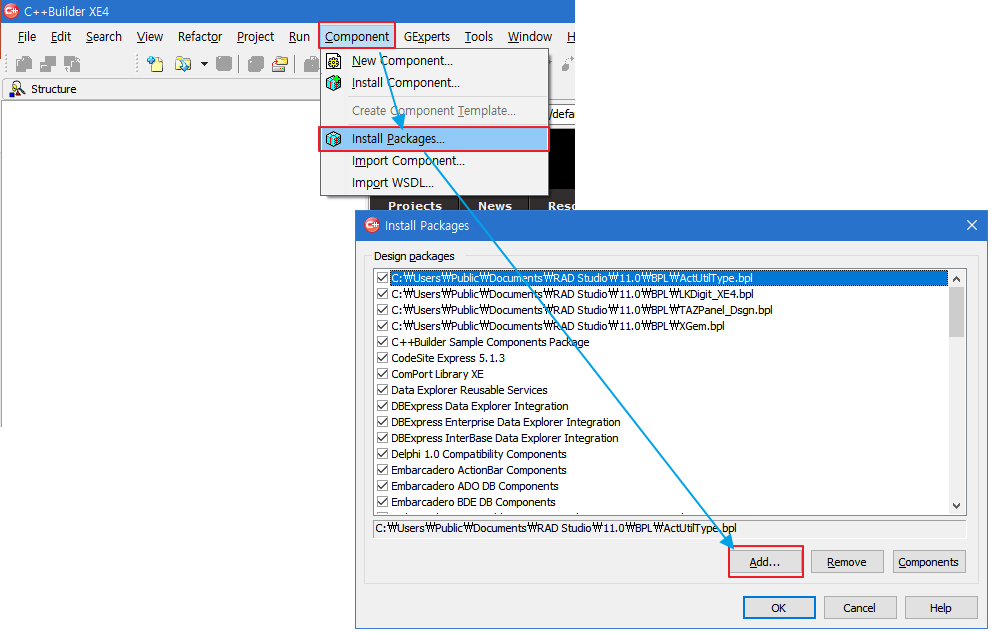 C++Builder XE4
File Edit Search View Refactor Project Run Component GExperts Tools Window H
New Component...
Install Component...
Structure
Create Component Template...
/defau
Install Packages...
Import Component...
Import WSDL...
Projects News Reso
Install Packages
Design packages
C:₩Users₩Public₩Documents₩RAD Studio₩11.0₩BPL₩ActUtilType.bpl
C:₩Users₩Public₩Documents₩RAD Studio₩11.0₩BPL₩LKDigit_XE4.bpl
C:₩Users₩Public₩Documents₩RAD Studio₩11.0₩BPL₩TAZPanel_Dsgn.bpl
C:₩Users₩Public₩Documents₩RAD Studio₩11.0₩BPL₩XGem.bpl
C++Builder Sample Components Package
CodeSite Express 5.1.3
ComPort Library XE
Data Explorer Reusable Services
DBExpress Data Explorer Integration
DBExpress Enterprise Data Explorer Integration
DBExpress InterBase Data Explorer Integration
Delphi 1.0 Compatibility Components
Embarcadero ActionBar Components
Embarcadero ADO DB Components
Embarcadero BDE DB Components
C:₩Users₩Public₩Documents₩RAD Studio₩11.0₩BPL₩ActUtilType.bpl
Add... Remove Components
OK Cancel Help